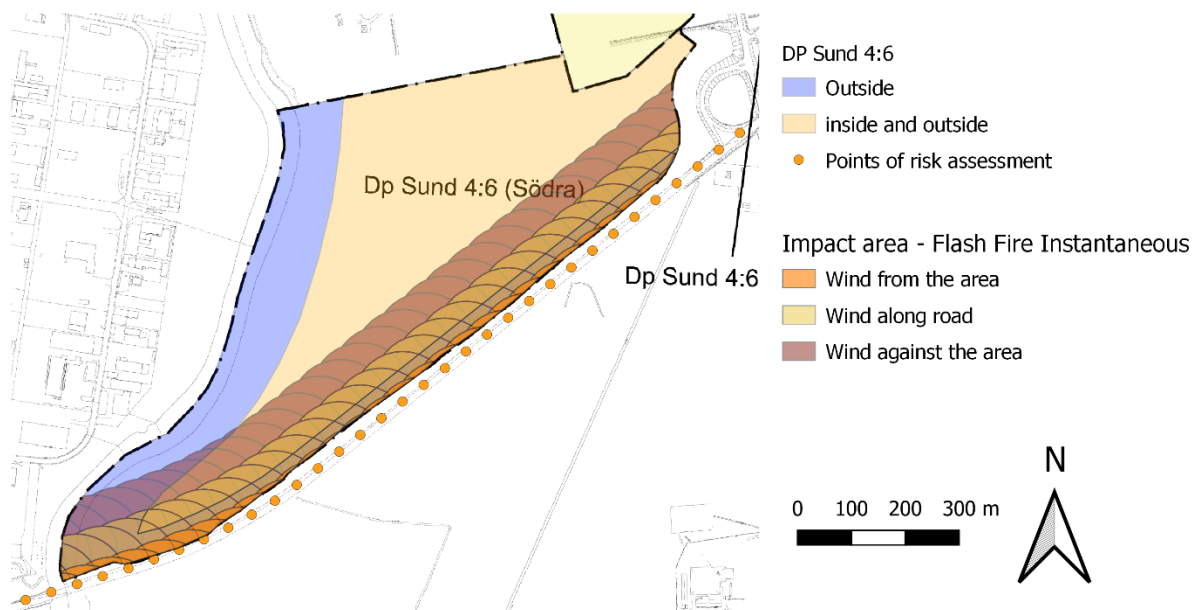 Dp Sund 4:6 (Södra)
Dp Sund 4:6
DP Sund 4:6
Outside
inside and outside
Points of risk assessment
Impact area - Flash Fire Instantaneous
Wind from the area
Wind along road
Wind against the area
N
0 100 200 300 m